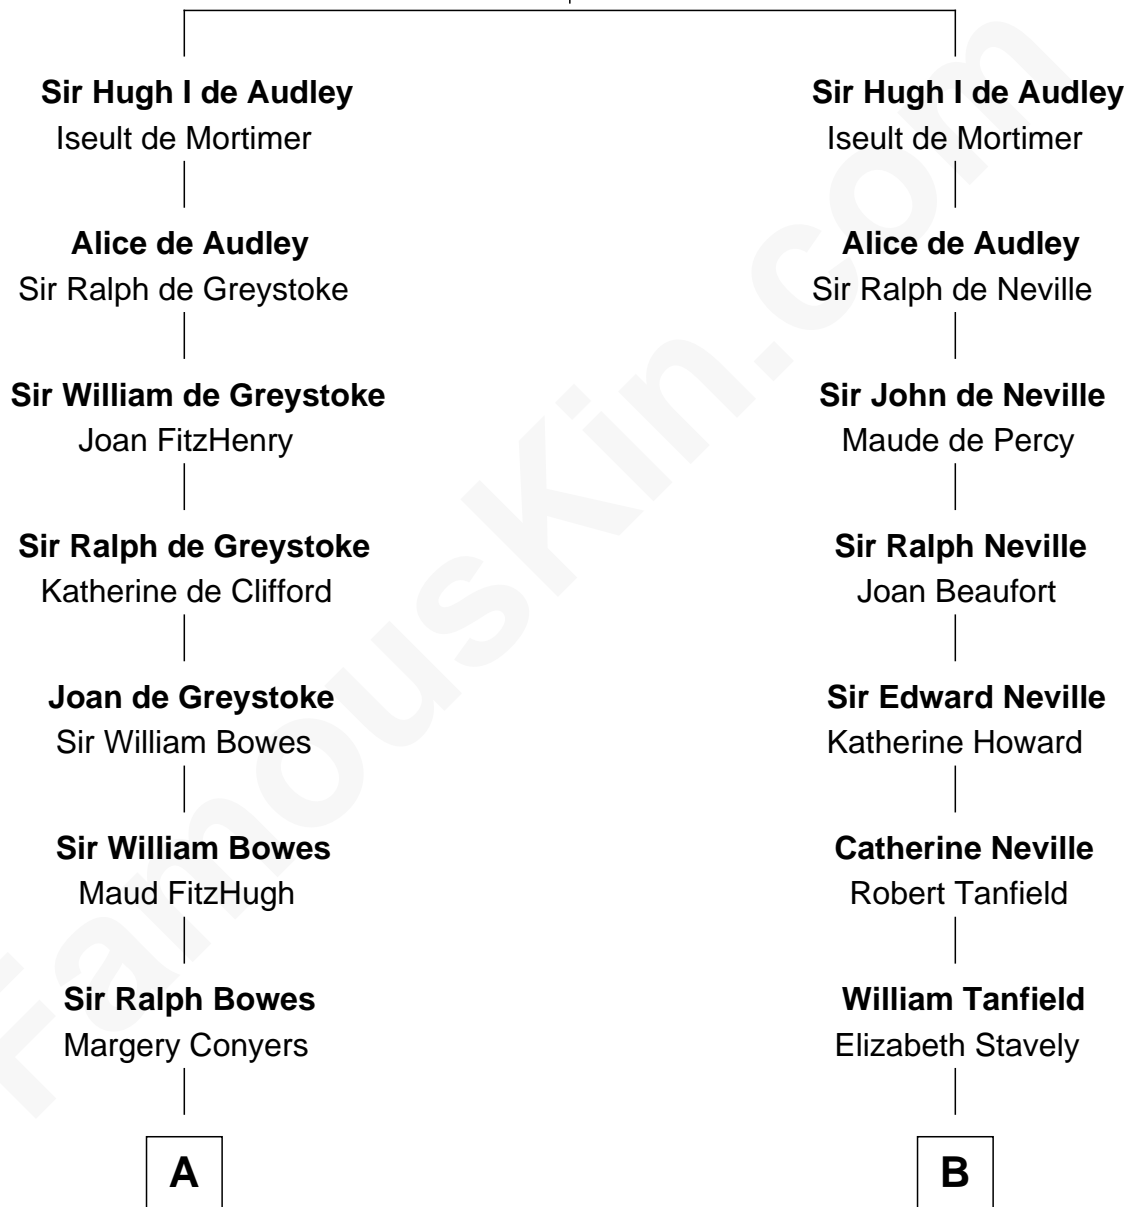 Sir Hugh I de Audley
Iseult de Mortimer
Alice de Audley
Sir Ralph de Greystoke
Sir William de Greystoke
Joan FitzHenry
Sir Ralph de Greystoke
Katherine de Clifford
Joan de Greystoke
Sir William Bowes
Sir William Bowes
Maud FitzHugh
Sir Ralph Bowes
Margery Conyers
A
Sir Hugh I de Audley
Iseult de Mortimer
Alice de Audley
Sir Ralph de Neville
Sir John de Neville
Maude de Percy
Sir Ralph Neville
Joan Beaufort
Sir Edward Neville
Katherine Howard
Catherine Neville
Robert Tanfield
William Tanfield
Elizabeth Stavely
B
FamousKin.com